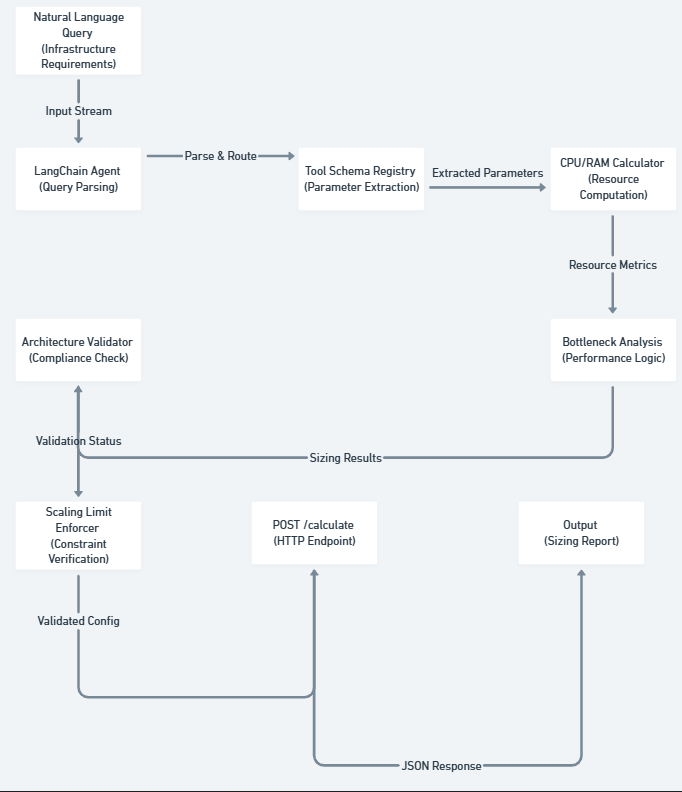 Natural Language
Query
(Infrastructure
Requirements)
Input Stream
LangChain Agent
(Query Parsing)
Parse & Route
Tool Schema Registry
(Parameter Extraction)
Extracted Parameters
CPU/RAM Calculator
(Resource
Computation)
Resource Metrics
Architecture Validator
(Compliance Check)
Bottleneck Analysis
(Performance Logic)
Validation Status
Sizing Results
Scaling Limit
Enforcer
(Constraint
Verification)
POST /calculate
(HTTP Endpoint)
Output
(Sizing Report)
Validated Config
JSON Response